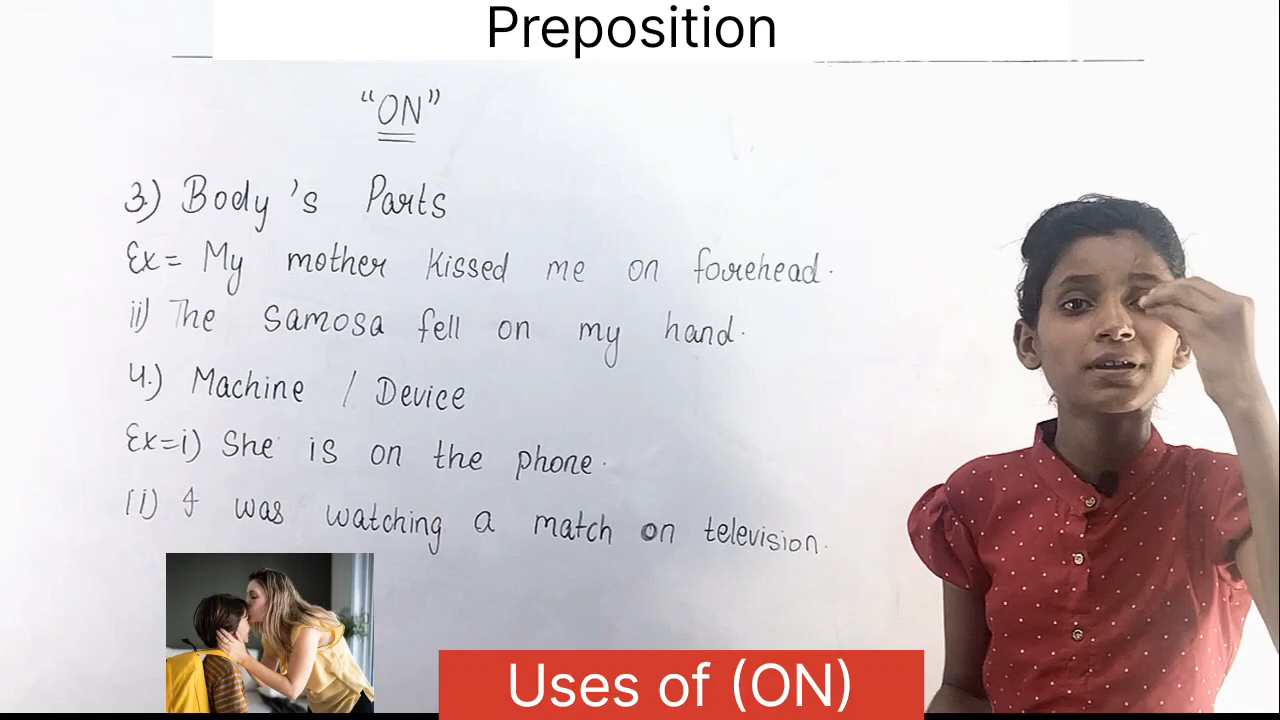 Preposition
"ON"
3.) Body's Parts
Ex= My mother kissed me on forehead.
ii) The samosa fell on my hand.
4.) Machine / Device
Ex=i) She is on the phone.
(i) I was watching a match on television.
Uses of (ON)